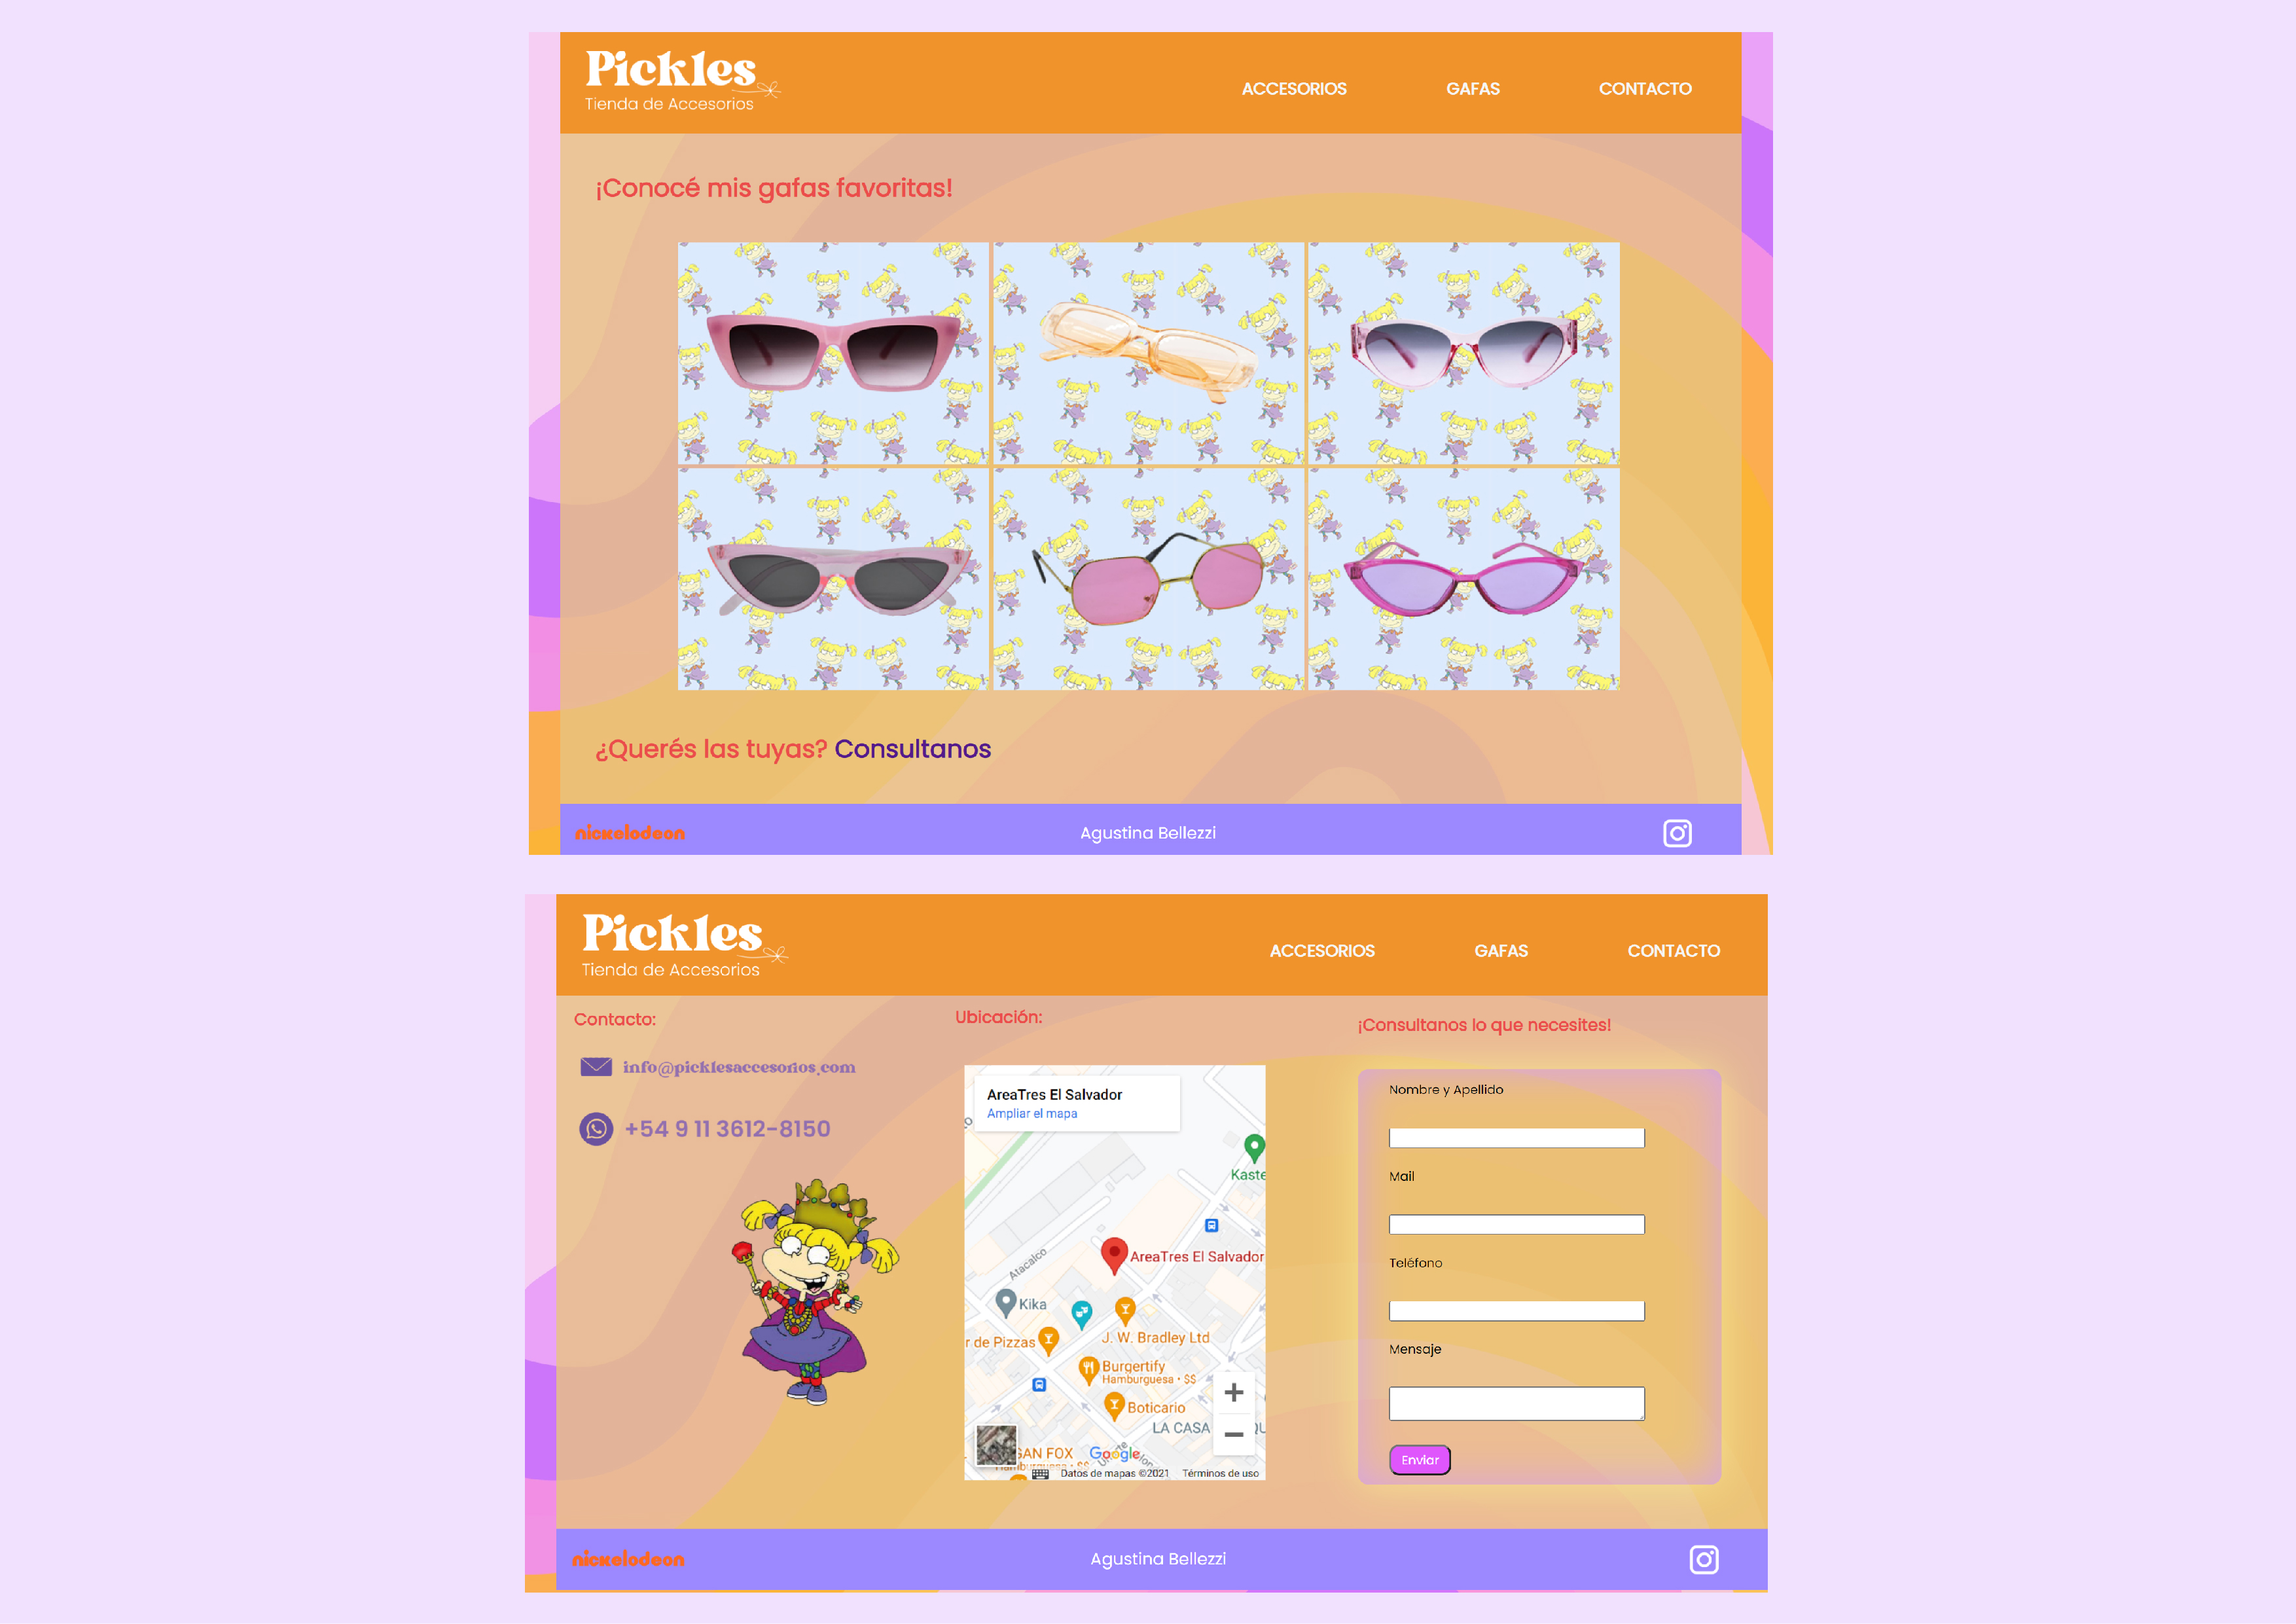 Pickles
Tienda de Accesorios
ACCESORIOS GAFAS CONTACTO
¡Conocé mis gafas favoritas!
¿Querés las tuyas? Consultanos
nickelodeon Agustina Bellezzi
Pickles
Tienda de Accesorios
ACCESORIOS GAFAS CONTACTO
Contacto:
info@picklesaccesorios.com
+54 9 11 3612-8150
Ubicación:
AreaTres El Salvador
Ampliar el mapa
Kaste
Atacalco
AreaTres El Salvador
Kika
J. W. Bradley Ltd
r de Pizzas
Burgertify
Hamburguesa • $$
Boticario
LA CASA
AN FOX
Google
Datos de mapas ©2021 Términos de uso
¡Consultanos lo que necesites!
Nombre y Apellido
Mail
Teléfono
Mensaje
Enviar
nickelodeon Agustina Bellezzi